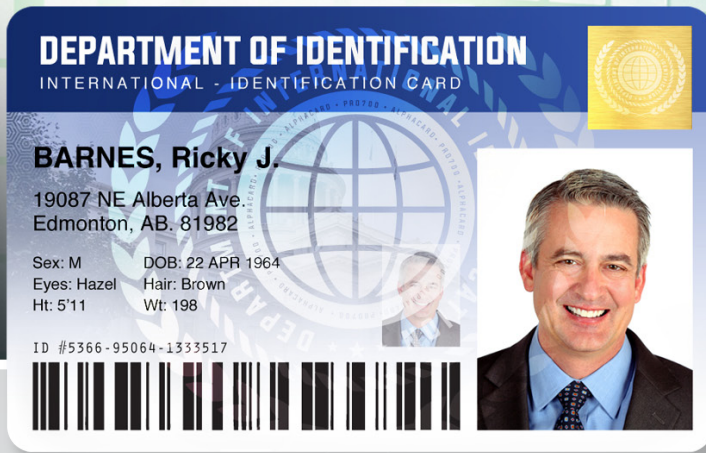 DEPARTMENT OF IDENTIFICATION
INTERNATIONAL - IDENTIFICATION CARD
BARNES, Ricky J.
19087 NE Alberta Ave.
Edmonton, AB. 81982
Sex: M DOB: 22 APR 1964
Eyes: Hazel Hair: Brown
Ht: 5'11 Wt: 198
ID #5366-95064-1333517